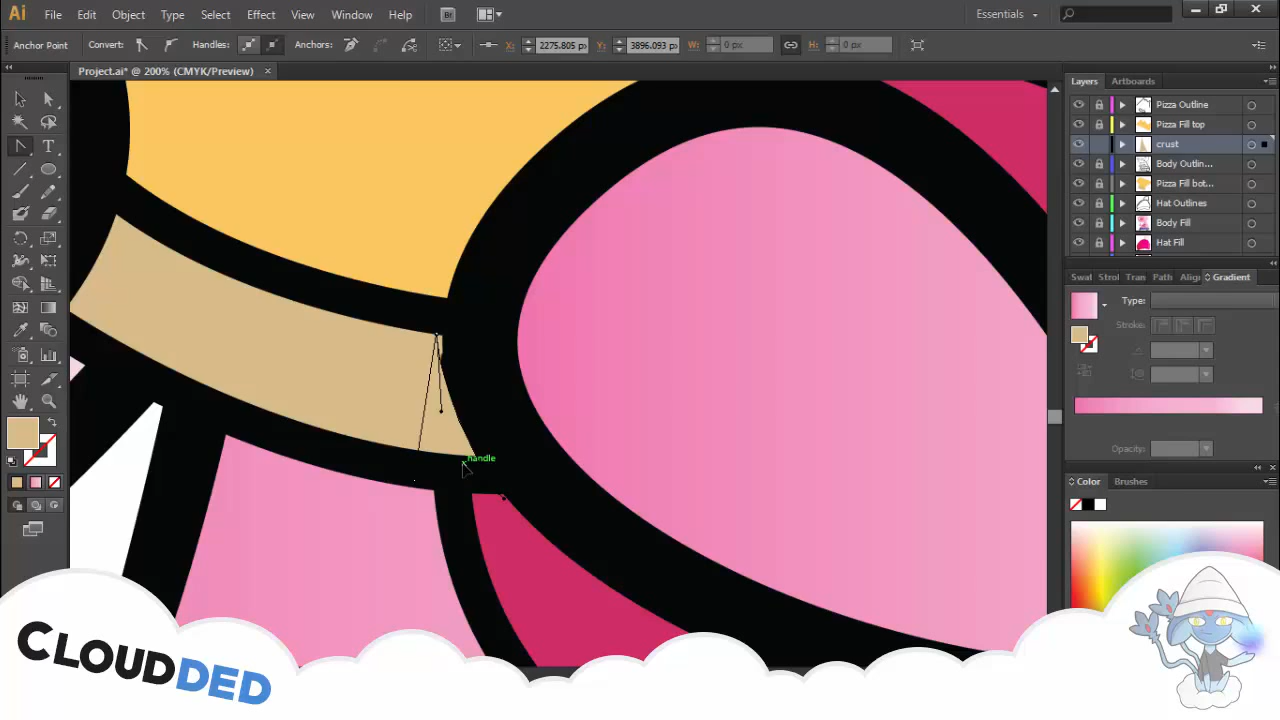 Ai File Edit Object Type Select Effect View Window Help Br Essentials
Anchor Point Convert: Handles: Anchors: X: 2275.805 px Y: 3896.093 px W: 0 px H: 0 px
Project.ai* @ 200% (CMYK/Preview) ×
Layers Artboards
Pizza Outline
Pizza Fill top
crust
Body Outlin...
Pizza Fill bot...
Hat Outlines
Body Fill
Hat Fill
Swat Stro Tran Path Alig Gradient
Type:
Stroke:
Opacity:
Color Brushes
handle
CLOUDDED